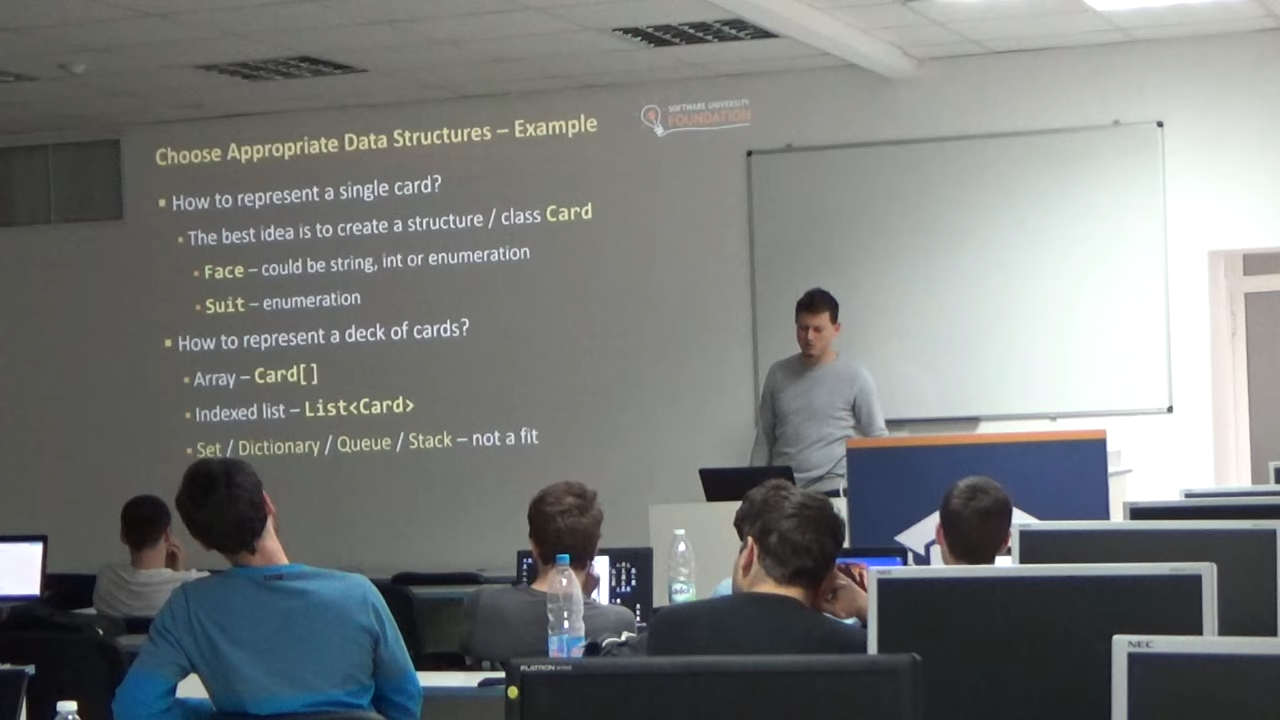 Choose Appropriate Data Structures – Example
SOFTWARE UNIVERSITY
FOUNDATION
▪ How to represent a single card?
▪ The best idea is to create a structure / class Card
▪ Face – could be string, int or enumeration
▪ Suit – enumeration
▪ How to represent a deck of cards?
▪ Array – Card[]
▪ Indexed list – List<Card>
▪ Set / Dictionary / Queue / Stack – not a fit
FLATRON
NEC